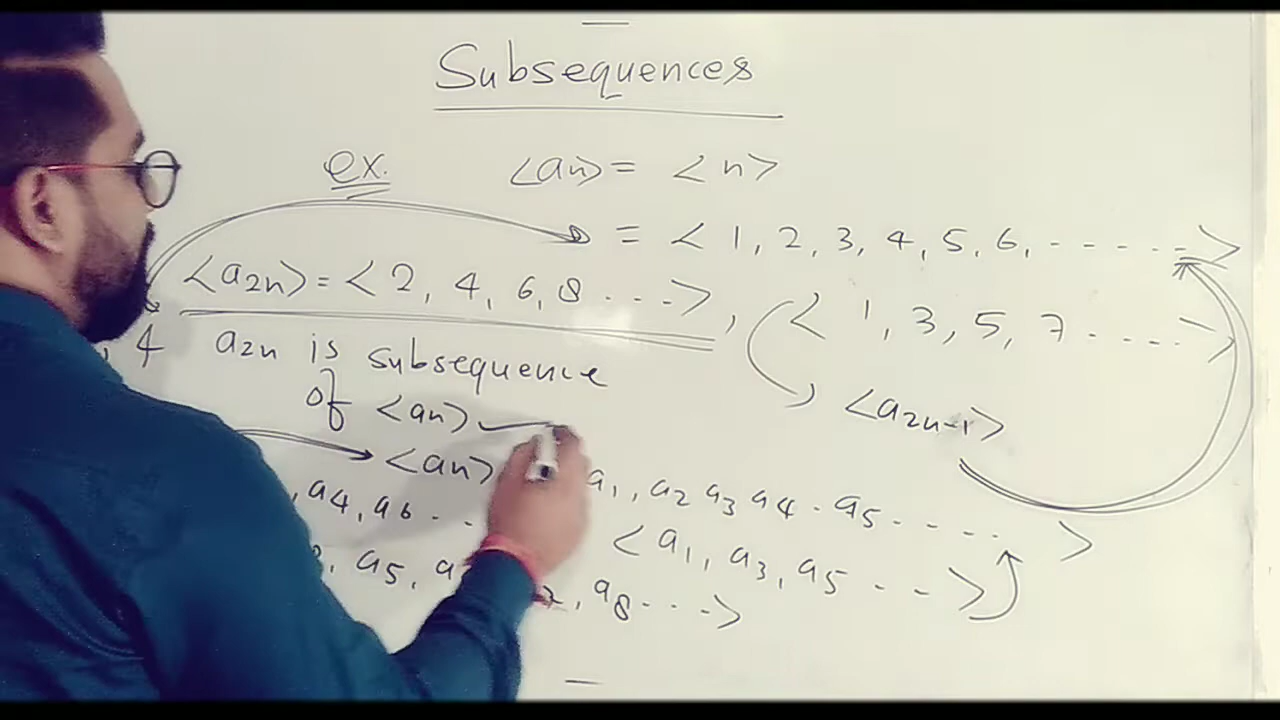 Subsequences
ex. <an> = <n>
= < 1, 2, 3, 4, 5, 6, - - - - - >
<a2n> = < 2, 4, 6, 8 . . . >, < 1, 3, 5, 7 - - - - - >
, 4 a2n is subsequence
of <an> <a2n-1>
<an> a1, a2 a3 a4 - a5 - - - - - >
, a4, a6 - - < a1, a3, a5 - - >
, a5, , a8 - - - >